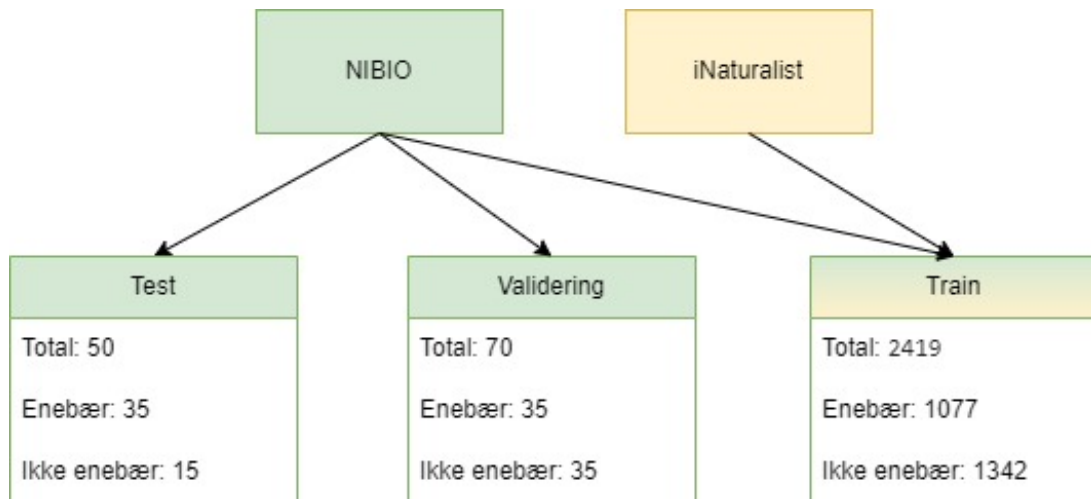 NIBIO
iNaturalist
Test
Total: 50
Enebær: 35
Ikke enebær: 15
Validering
Total: 70
Enebær: 35
Ikke enebær: 35
Train
Total: 2419
Enebær: 1077
Ikke enebær: 1342